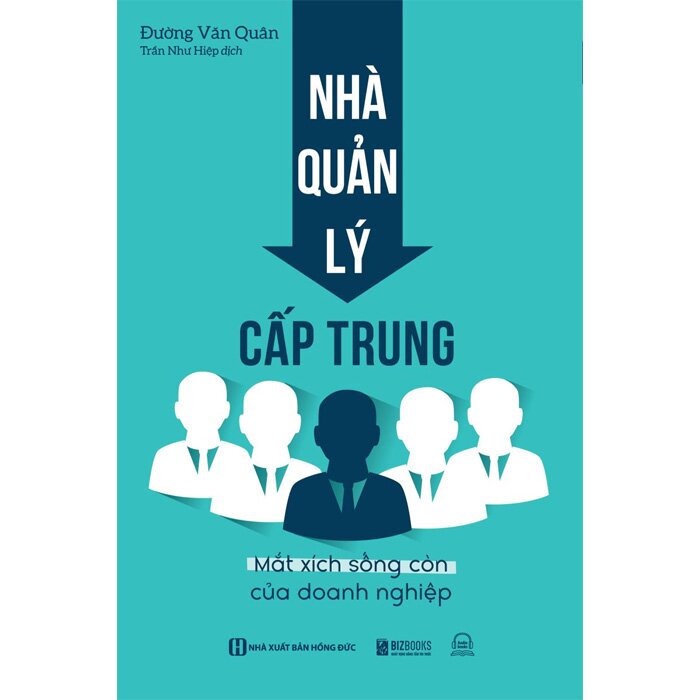 Đường Văn Quân
Trần Như Hiệp dịch
NHÀ
QUẢN
LÝ
CẤP TRUNG
Mắt xích sống còn
của doanh nghiệp
NHÀ XUẤT BẢN HỒNG ĐỨC
BIZBOOKS